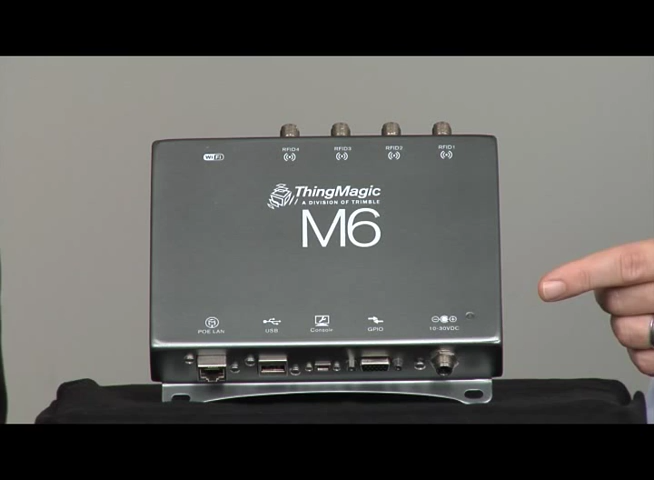 WiFi
RFID4 RFID3 RFID2 RFID1
ThingMagic
A DIVISION OF TRIMBLE
M6
POE LAN USB Console GPIO 10-30VDC